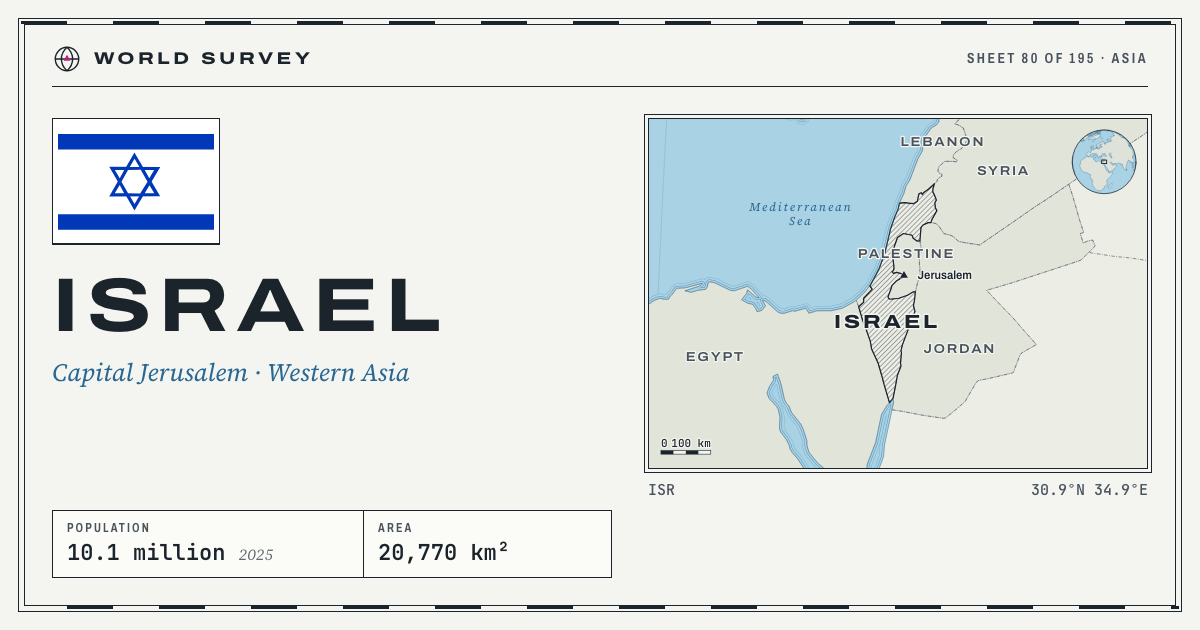 WORLD SURVEY
SHEET 80 OF 195 · ASIA
ISRAEL
Capital Jerusalem · Western Asia
POPULATION
10.1 million 2025
AREA
20,770 km²
LEBANON
SYRIA
Mediterranean
Sea
PALESTINE
Jerusalem
ISRAEL
JORDAN
EGYPT
0 100 km
ISR
30.9°N 34.9°E